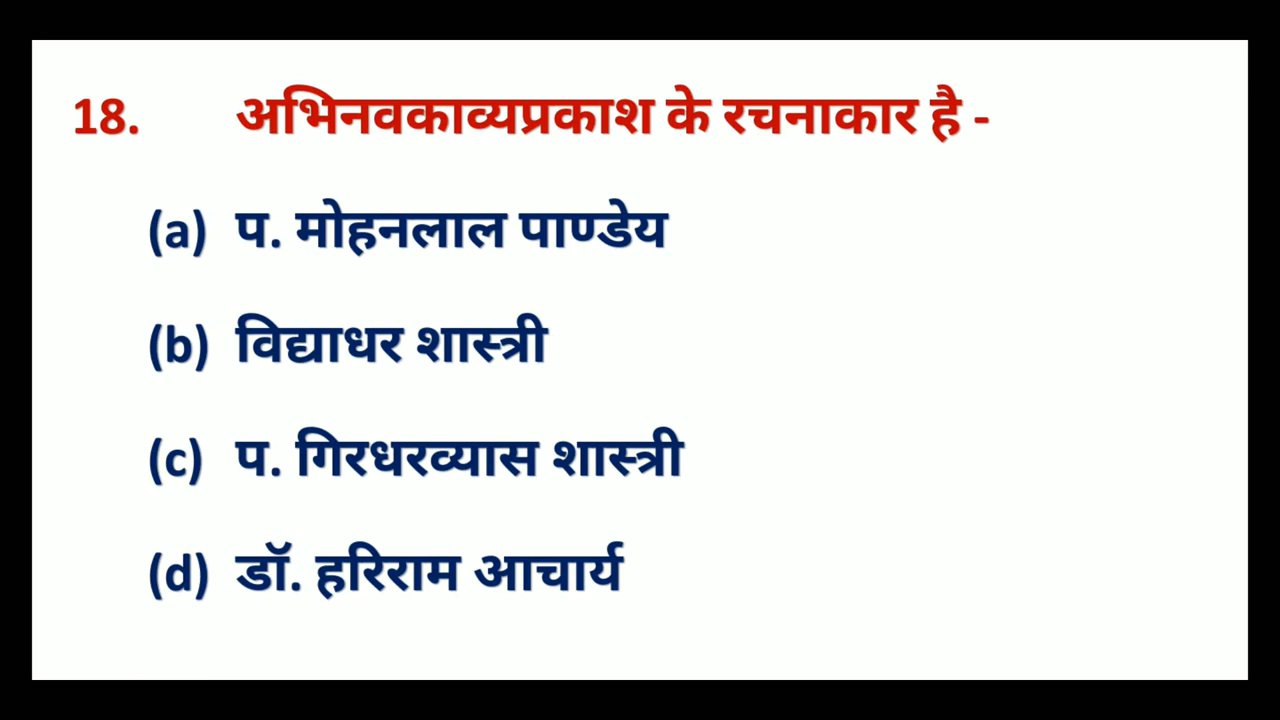 18. अभिनवकाव्यप्रकाश के रचनाकार है -
(a) प. मोहनलाल पाण्डेय
(b) विद्याधर शास्त्री
(c) प. गिरधरव्यास शास्त्री
(d) डॉ. हरिराम आचार्य